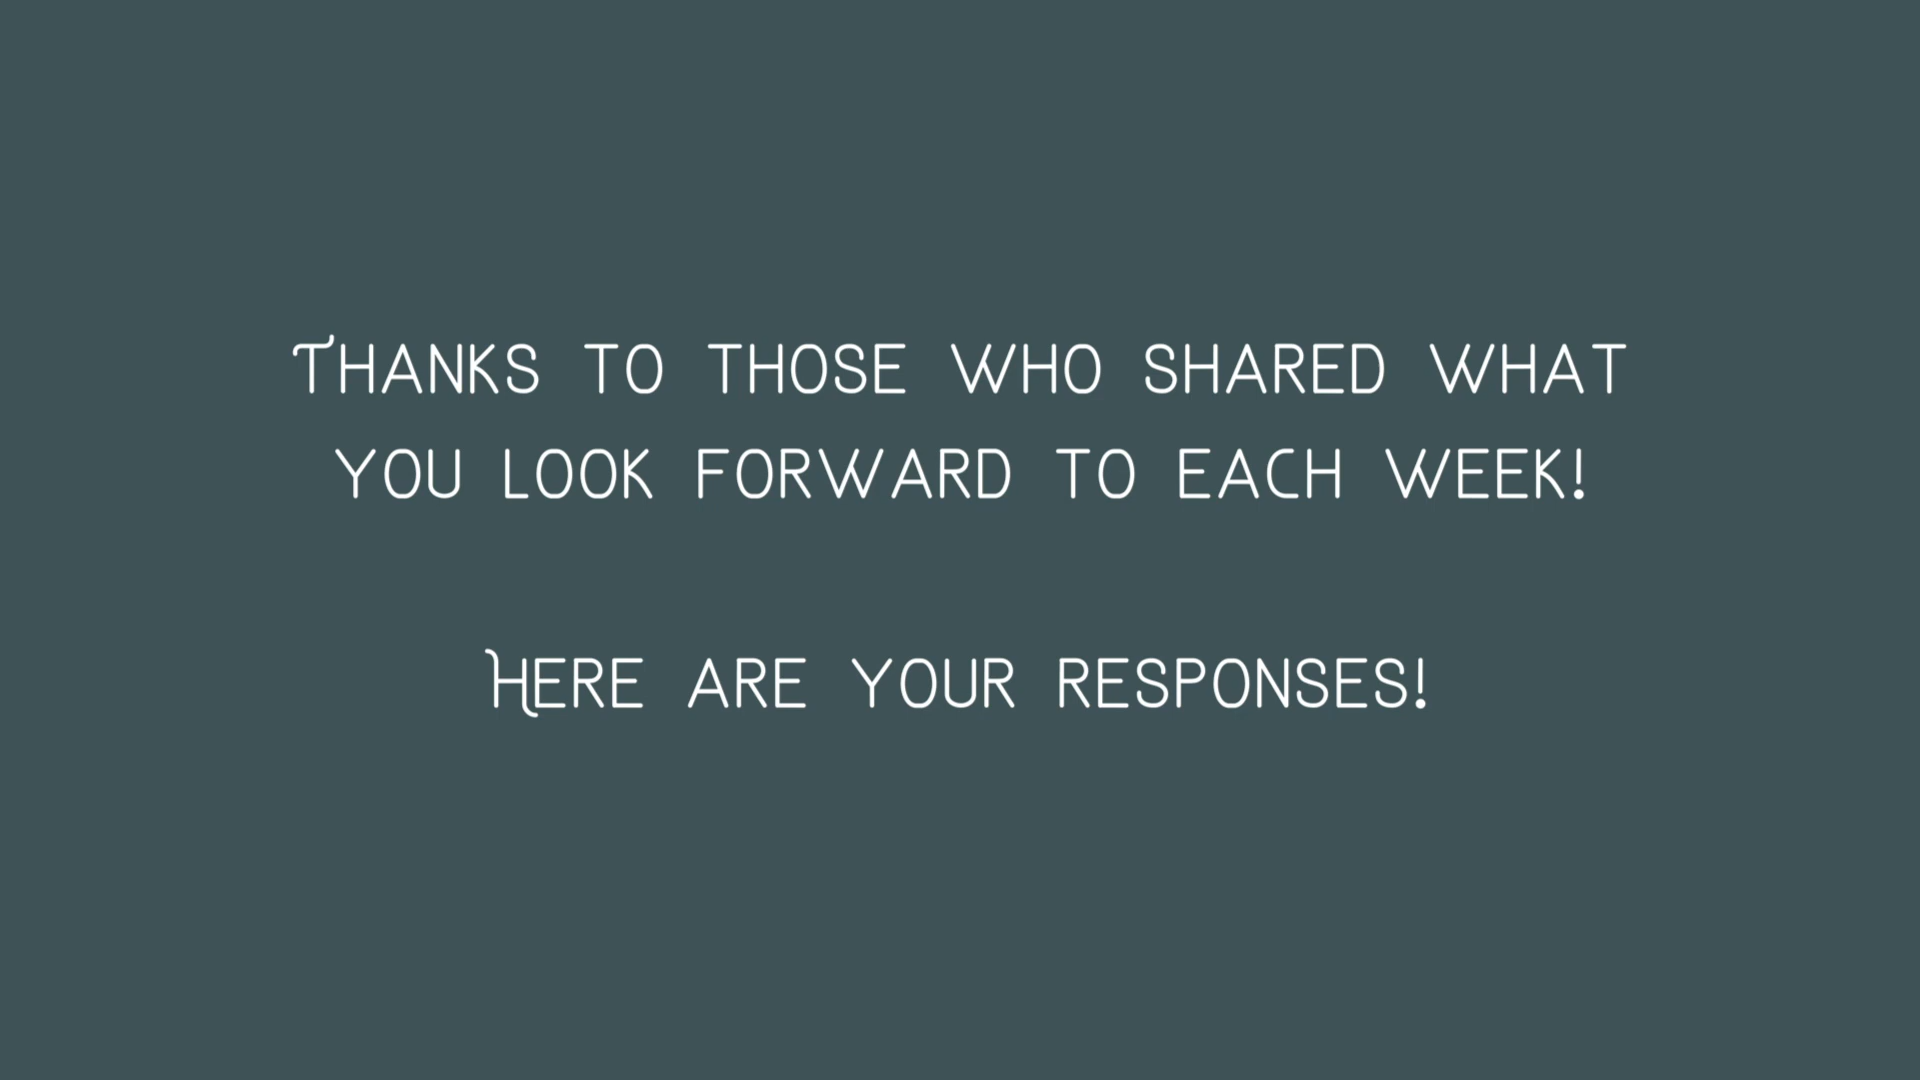 Thanks to those who shared what
you look forward to each week!
Here are your responses!